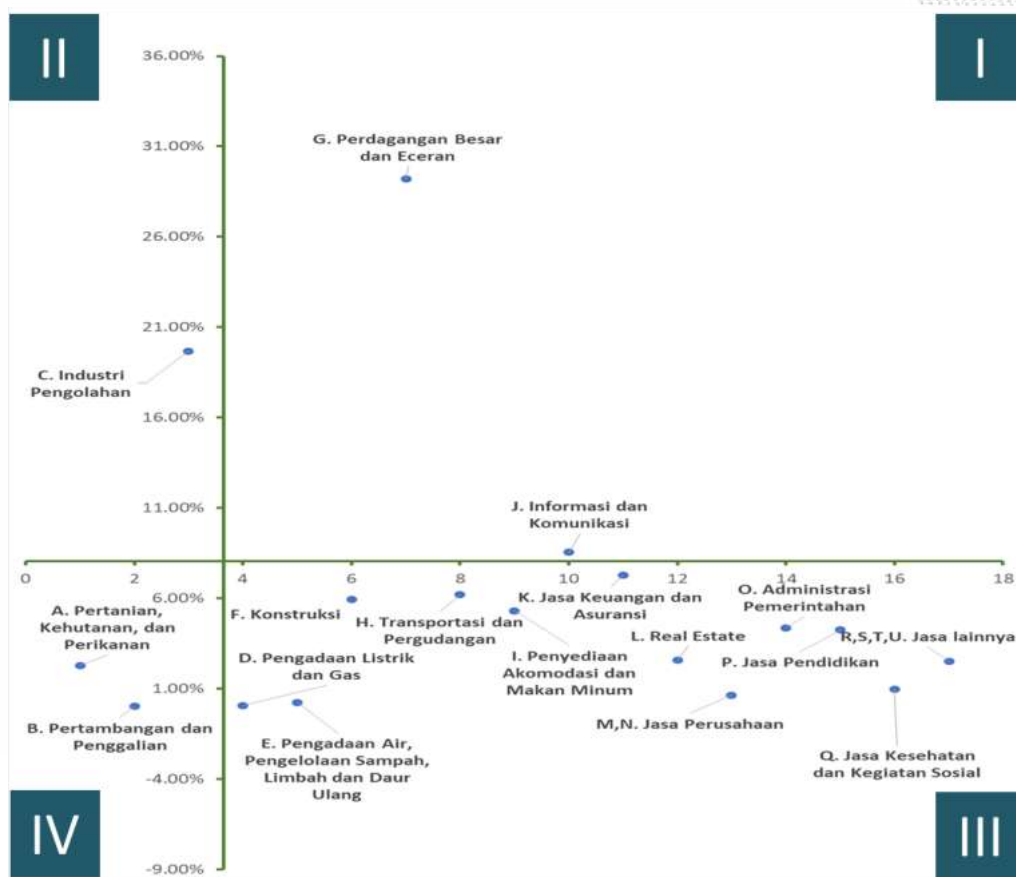 II
I
36.00%
31.00%
G. Perdagangan Besar
dan Eceran
26.00%
21.00%
C. Industri
Pengolahan
16.00%
11.00%
J. Informasi dan
Komunikasi
0
2
4
6
8
10
12
14
16
18
6.00%
A. Pertanian,
Kehutanan, dan
Perikanan
F. Konstruksi
H. Transportasi dan
Pergudangan
K. Jasa Keuangan dan
Asuransi
O. Administrasi
Pemerintahan
L. Real Estate
R,S,T,U. Jasa lainnya
P. Jasa Pendidikan
D. Pengadaan Listrik
dan Gas
I. Penyediaan
Akomodasi dan
Makan Minum
1.00%
B. Pertambangan dan
Penggalian
M,N. Jasa Perusahaan
E. Pengadaan Air,
Pengelolaan Sampah,
Limbah dan Daur
Ulang
Q. Jasa Kesehatan
dan Kegiatan Sosial
-4.00%
-9.00%
IV
III